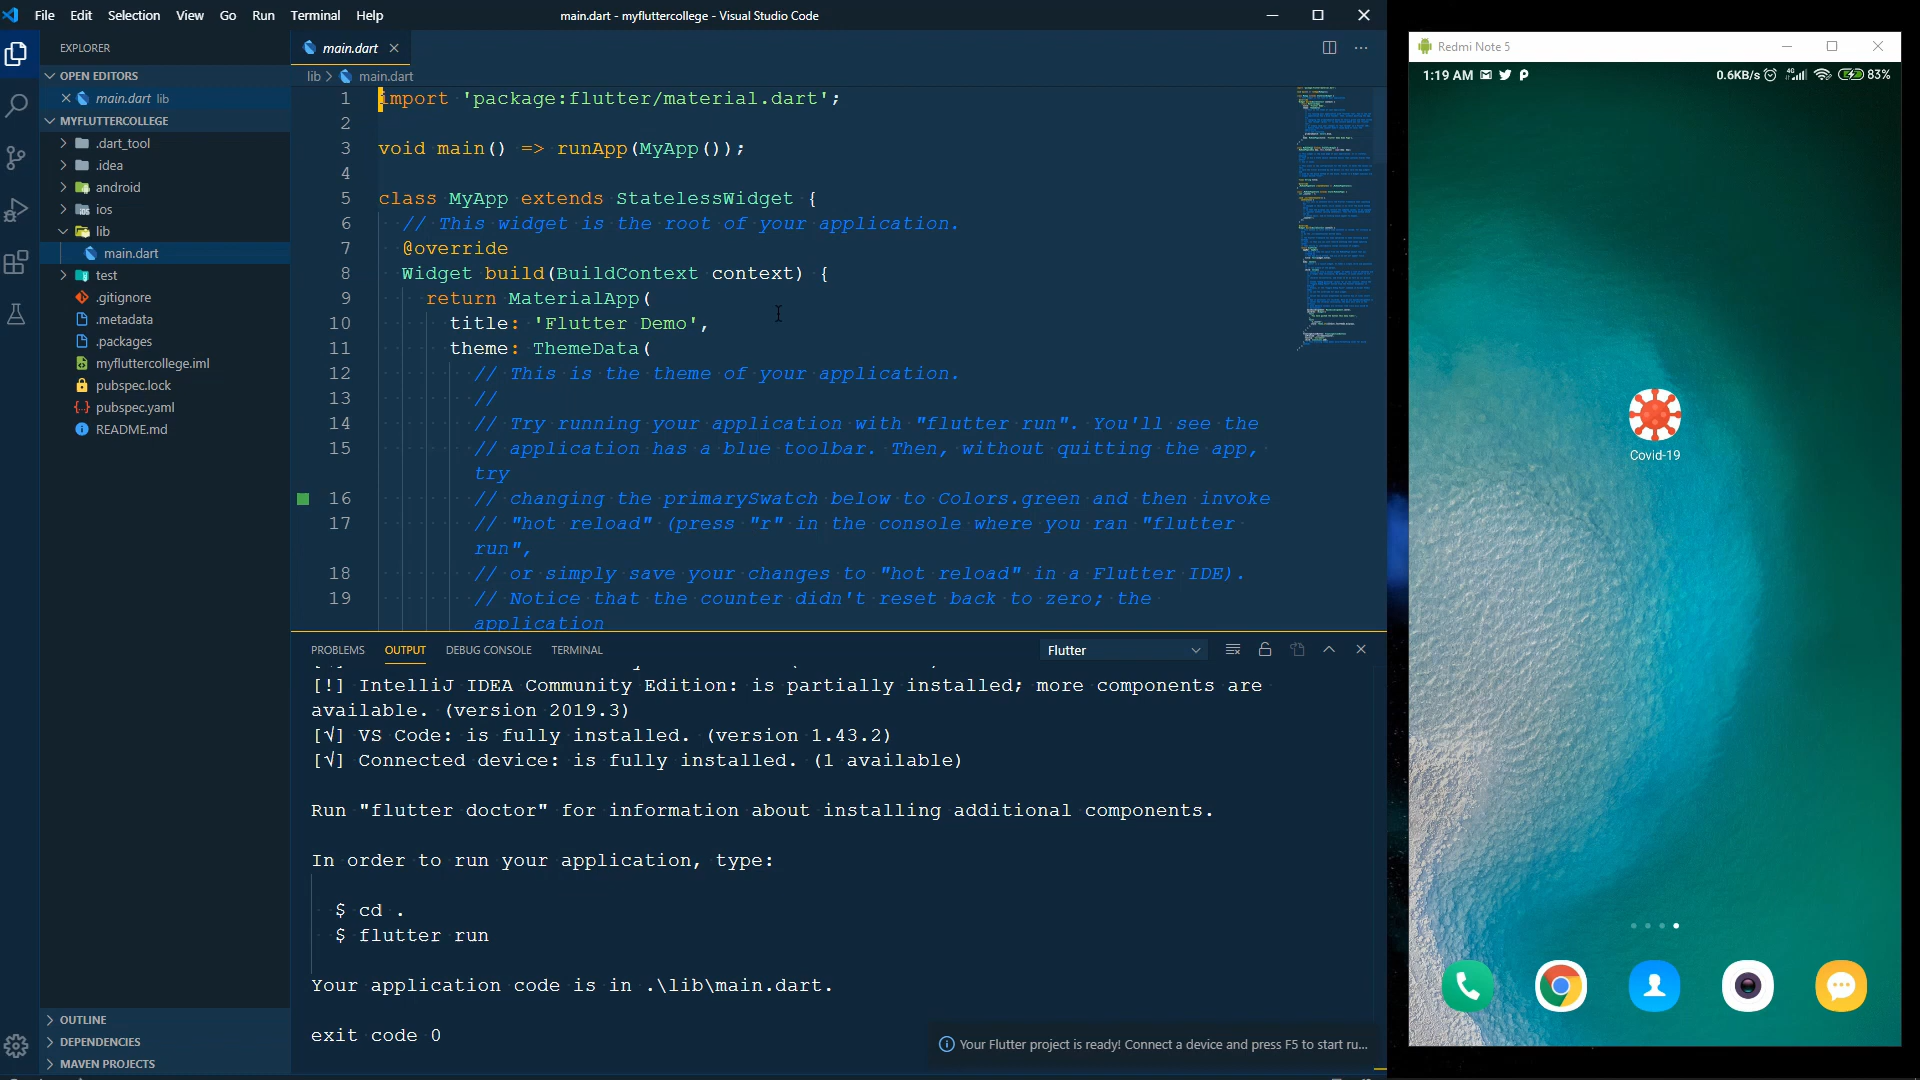 File Edit Selection View Go Run Terminal Help
main.dart - myfluttercollege - Visual Studio Code
EXPLORER
OPEN EDITORS
main.dart lib
MYFLUTTERCOLLEGE
.dart_tool
.idea
android
ios
lib
main.dart
test
.gitignore
.metadata
.packages
myfluttercollege.iml
pubspec.lock
pubspec.yaml
README.md
OUTLINE
DEPENDENCIES
MAVEN PROJECTS
main.dart
lib > main.dart
1 import 'package:flutter/material.dart';
2
3 void main() => runApp(MyApp());
4
5 class MyApp extends StatelessWidget {
6 // This widget is the root of your application.
7 @override
8 Widget build(BuildContext context) {
9 return MaterialApp(
10 title: 'Flutter Demo',
11 theme: ThemeData(
12 // This is the theme of your application.
13 //
14 // Try running your application with "flutter run". You'll see the
15 // application has a blue toolbar. Then, without quitting the app,
try
16 // changing the primarySwatch below to Colors.green and then invoke
17 // "hot reload" (press "r" in the console where you ran "flutter
run",
18 // or simply save your changes to "hot reload" in a Flutter IDE).
19 // Notice that the counter didn't reset back to zero; the
application
PROBLEMS OUTPUT DEBUG CONSOLE TERMINAL
Flutter
[!] IntelliJ IDEA Community Edition: is partially installed; more components are
available. (version 2019.3)
[√] VS Code: is fully installed. (version 1.43.2)
[√] Connected device: is fully installed. (1 available)
Run "flutter doctor" for information about installing additional components.
In order to run your application, type:
$ cd .
$ flutter run
Your application code is in .\lib\main.dart.
exit code 0
Your Flutter project is ready! Connect a device and press F5 to start ru...
Redmi Note 5
1:19 AM
0.6KB/s 4G 83%
Covid-19